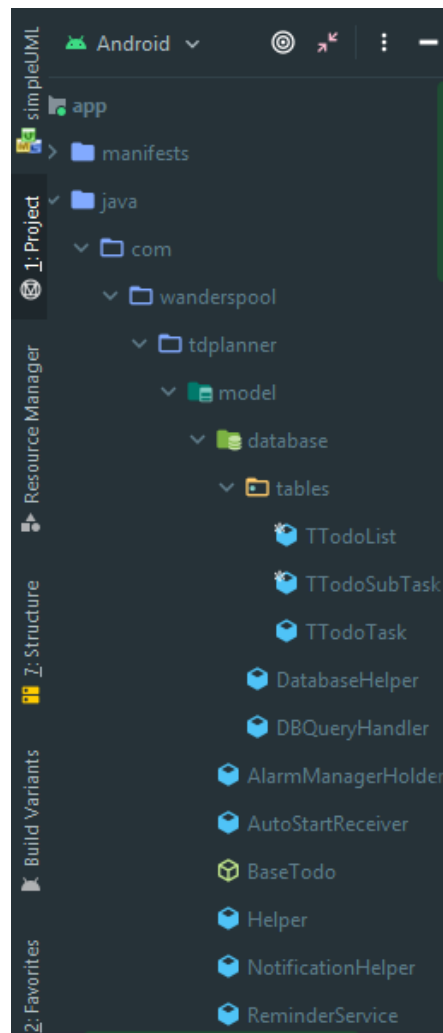 Android
simpleUML
1: Project
Resource Manager
7: Structure
Build Variants
2: Favorites
app
manifests
java
com
wanderspool
tdplanner
model
database
tables
TTodoList
TTodoSubTask
TTodoTask
DatabaseHelper
DBQueryHandler
AlarmManagerHolder
AutoStartReceiver
BaseTodo
Helper
NotificationHelper
ReminderService